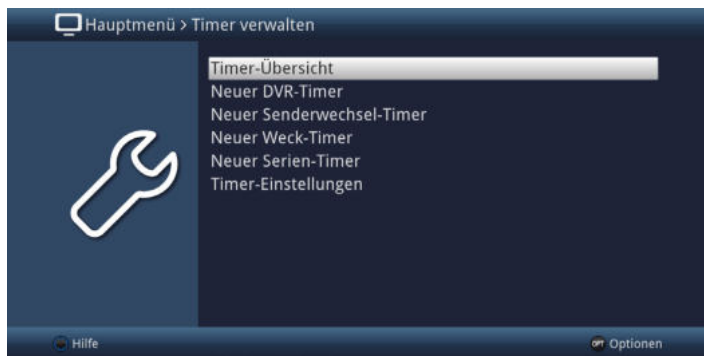 Hauptmenü > Timer verwalten
Timer-Übersicht
Neuer DVR-Timer
Neuer Senderwechsel-Timer
Neuer Weck-Timer
Neuer Serien-Timer
Timer-Einstellungen
Hilfe
OPT Optionen